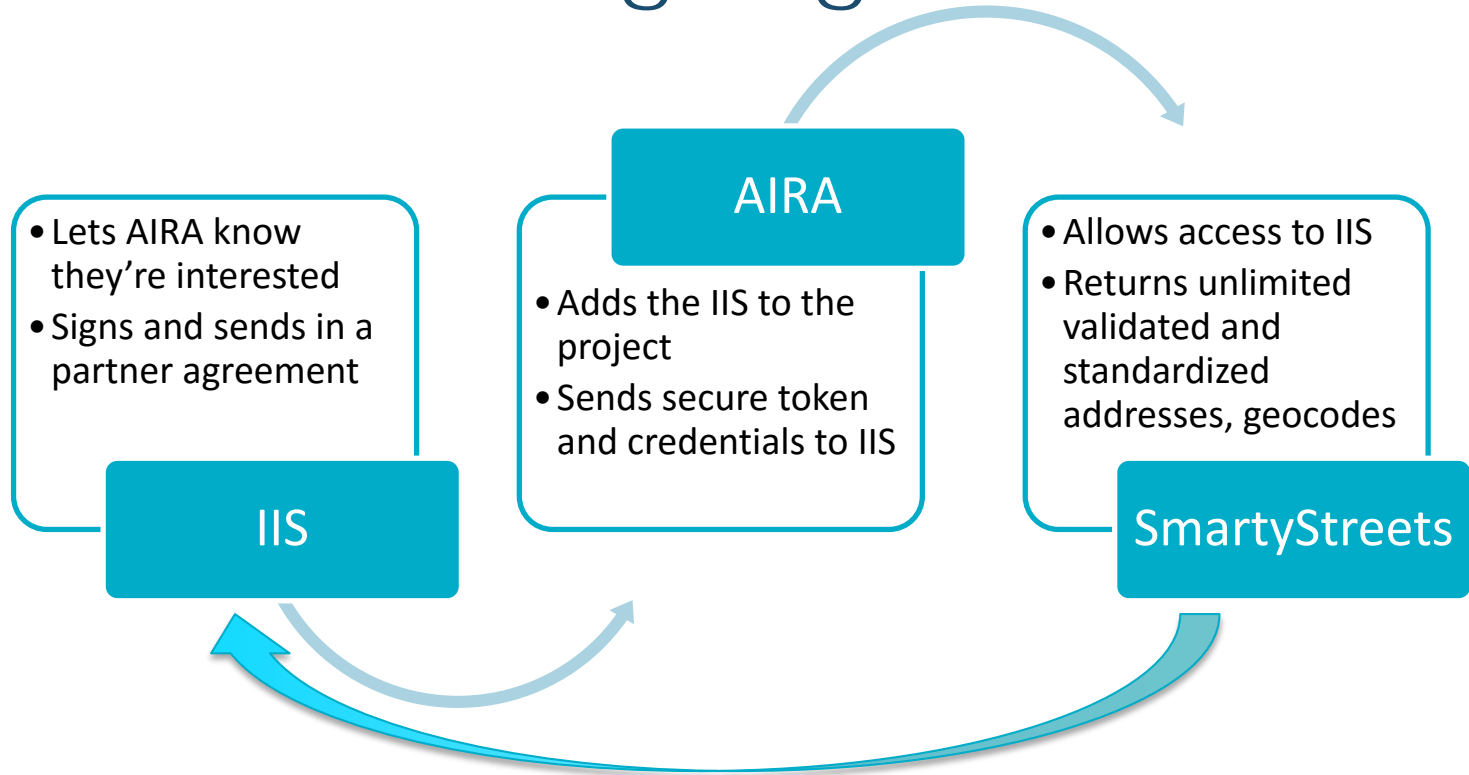 • Lets AIRA know
they’re interested
• Signs and sends in a
partner agreement
IIS
AIRA
• Adds the IIS to the
project
• Sends secure token
and credentials to IIS
• Allows access to IIS
• Returns unlimited
validated and
standardized
addresses, geocodes
SmartyStreets